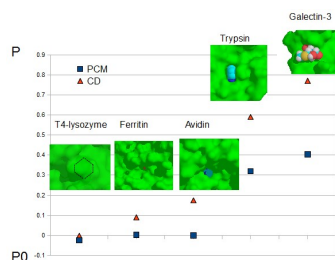 Galectin-3
P
Trypsin
0.9
PCM
0.8
CD
0.7
0.6
T4-lysozyme Ferritin Avidin
0.5
0.4
0.3
0.2
0.1
0
P0
-0.1